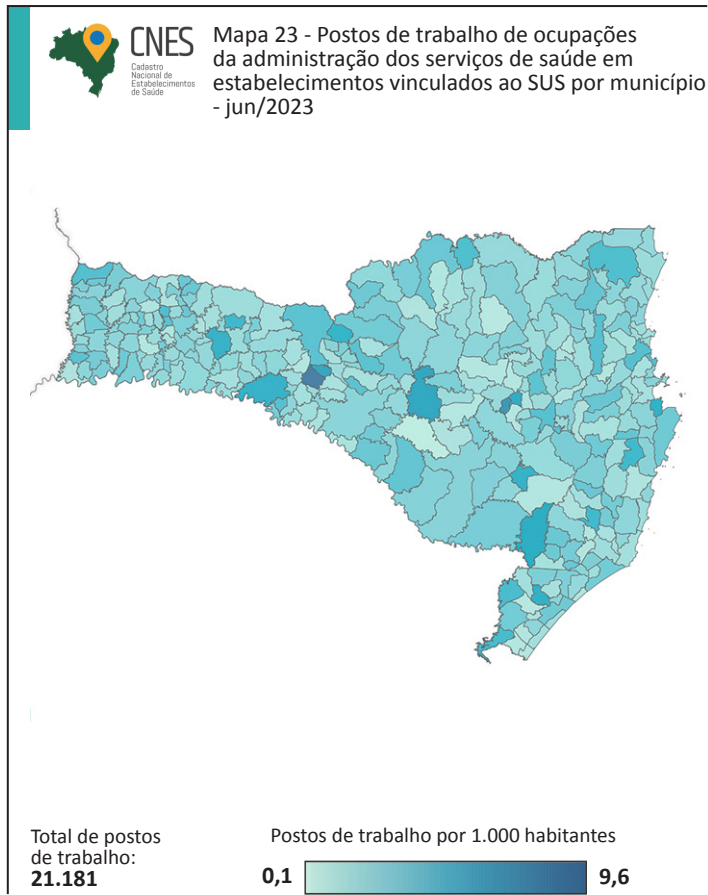 CNES
Cadastro
Nacional de
Estabelecimentos
de Saúde
Mapa 23 - Postos de trabalho de ocupações
da administração dos serviços de saúde em
estabelecimentos vinculados ao SUS por município
- jun/2023
Total de postos
de trabalho:
21.181
Postos de trabalho por 1.000 habitantes
0,1
9,6